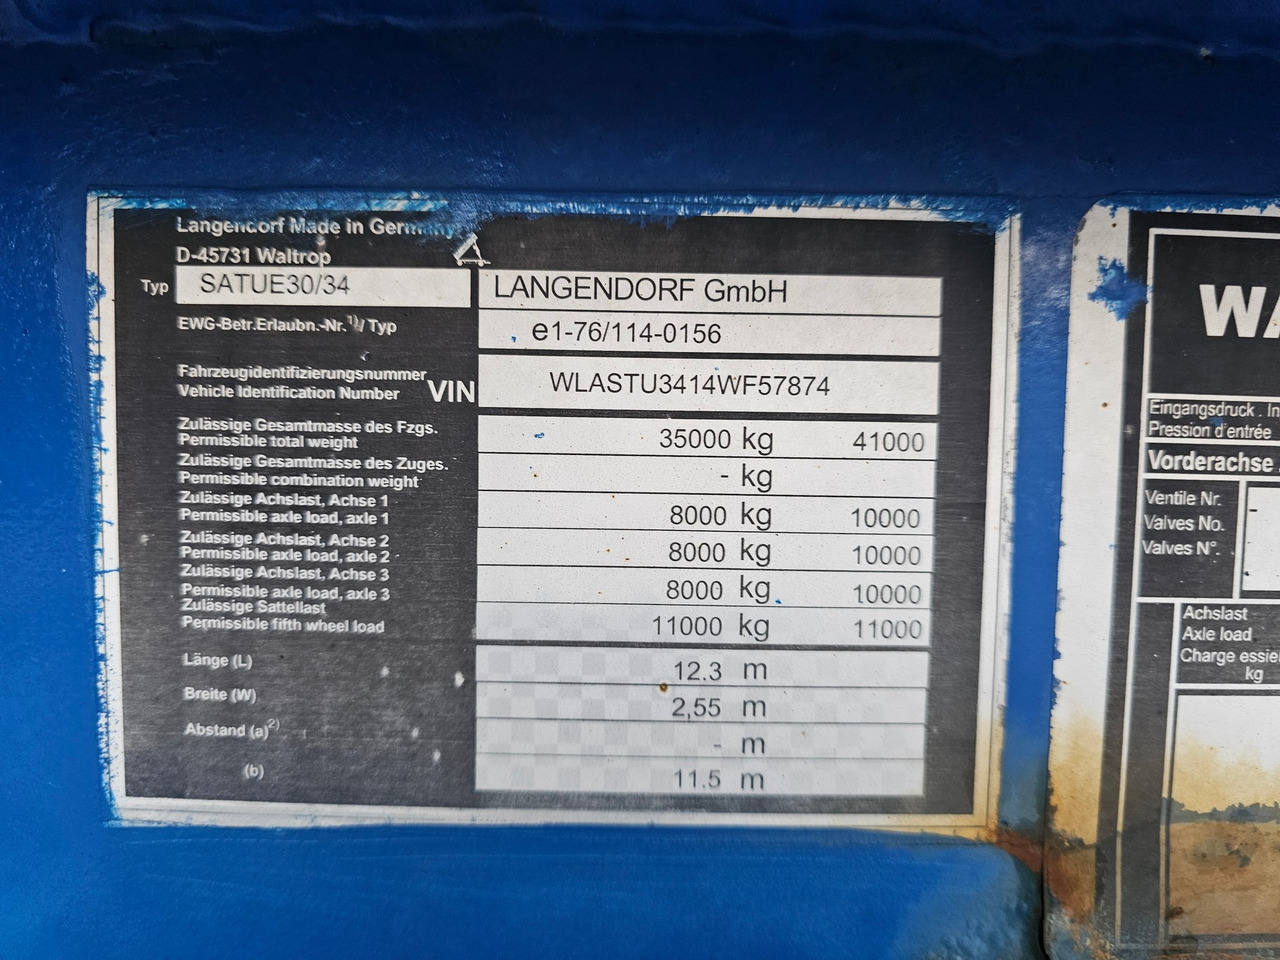 Langendorf Made in Germany
D-45731 Waltrop
Typ SATUE30/34 LANGENDORF GmbH
EWG-Betr.Erlaubn.-Nr.1)/ Typ e1-76/114-0156
Fahrzeugidentifizierungsnummer
Vehicle Identification Number VIN WLASTU3414WF57874
Zulässige Gesamtmasse des Fzgs.
Permissible total weight 35000 kg 41000
Zulässige Gesamtmasse des Zuges.
Permissible combination weight - kg
Zulässige Achslast, Achse 1
Permissible axle load, axle 1 8000 kg 10000
Zulässige Achslast, Achse 2
Permissible axle load, axle 2 8000 kg 10000
Zulässige Achslast, Achse 3
Permissible axle load, axle 3 8000 kg 10000
Zulässige Sattellast
Permissible fifth wheel load 11000 kg 11000
Länge (L) 12.3 m
Breite (W) 2,55 m
Abstand (a)2) - m
(b) 11.5 m
WA
Eingangsdruck . In
Pression d'entrée
Vorderachse
Ventile Nr. -
Valves No.
Valves N°.
Achslast
Axle load
Charge essie
kg